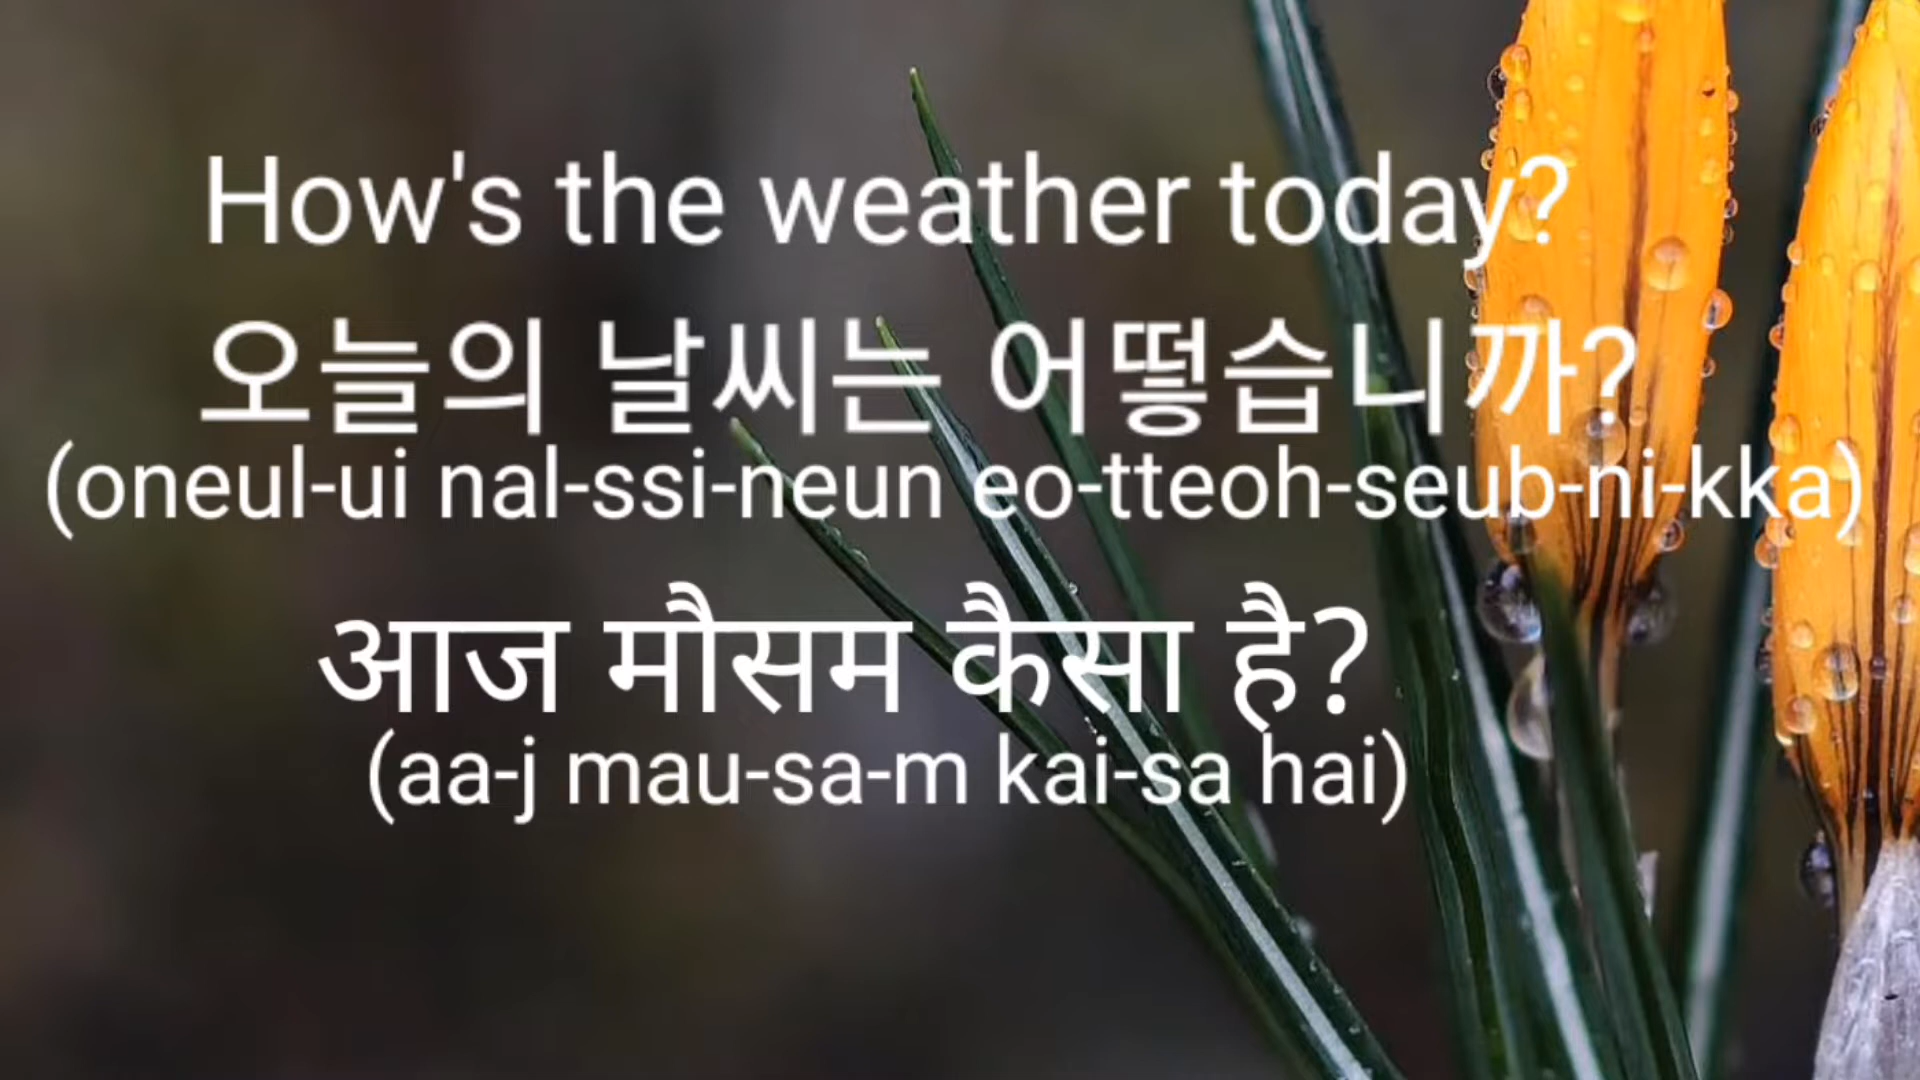 How's the weather today?
오늘의 날씨는 어떻습니까?
(oneul-ui nal-ssi-neun eo-tteoh-seub-ni-kka)
आज मौसम कैसा है?
(aa-j mau-sa-m kai-sa hai)